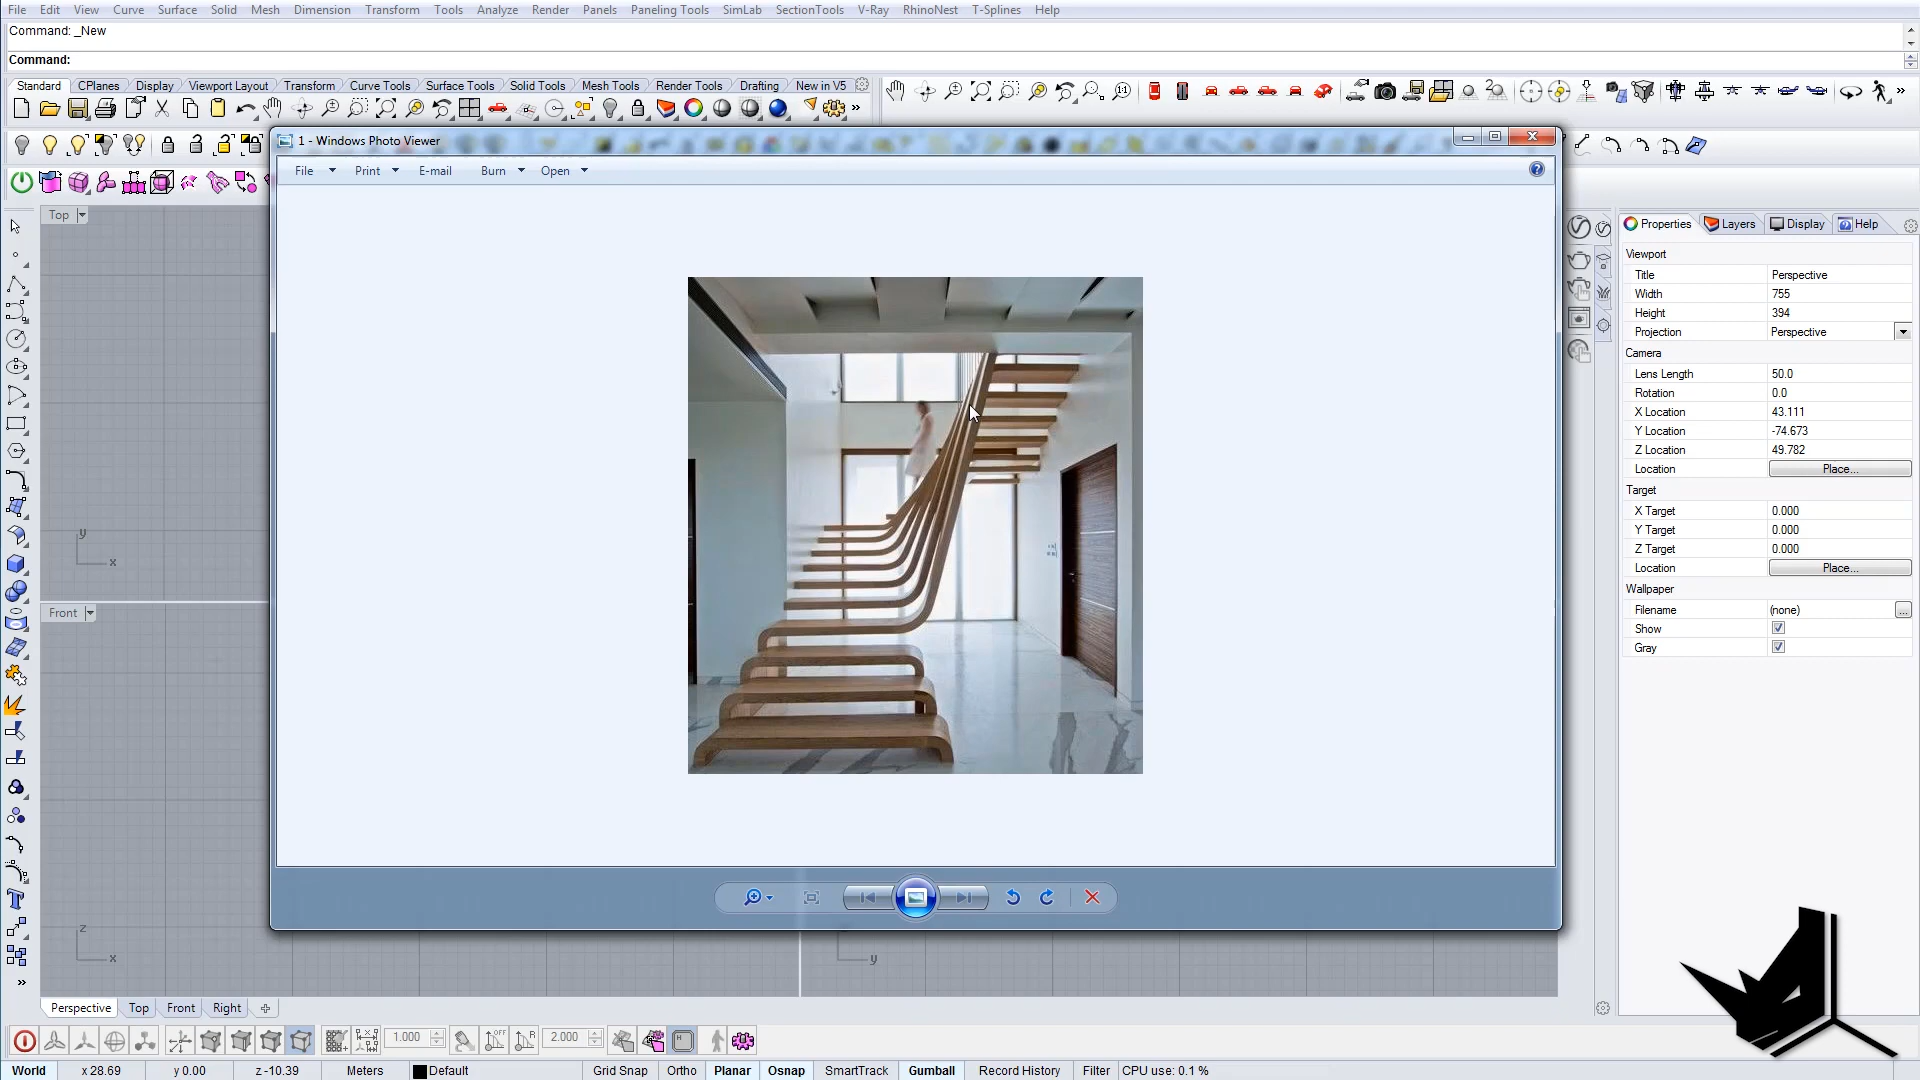 File Edit View Curve Surface Solid Mesh Dimension Transform Tools Analyze Render Panels Paneling Tools SimLab SectionTools V-Ray RhinoNest T-Splines Help
Command: _New
Command:
Standard CPlanes Display Viewport Layout Transform Curve Tools Surface Tools Solid Tools Mesh Tools Render Tools Drafting New in V5
1 - Windows Photo Viewer
File Print E-mail Burn Open
Top
Properties Layers Display Help
Viewport
Title Perspective
Width 755
Height 394
Projection Perspective
Camera
Lens Length 50.0
Rotation 0.0
X Location 43.111
Y Location -74.673
Z Location 49.782
Location Place...
Target
X Target 0.000
Y Target 0.000
Z Target 0.000
Location Place...
Wallpaper
Filename (none) ...
Show
Gray
y
x
Front
z
x
y
Perspective Top Front Right
1.000 2.000
World x 28.69 y 0.00 z -10.39 Meters Default Grid Snap Ortho Planar Osnap SmartTrack Gumball Record History Filter CPU use: 0.1 %